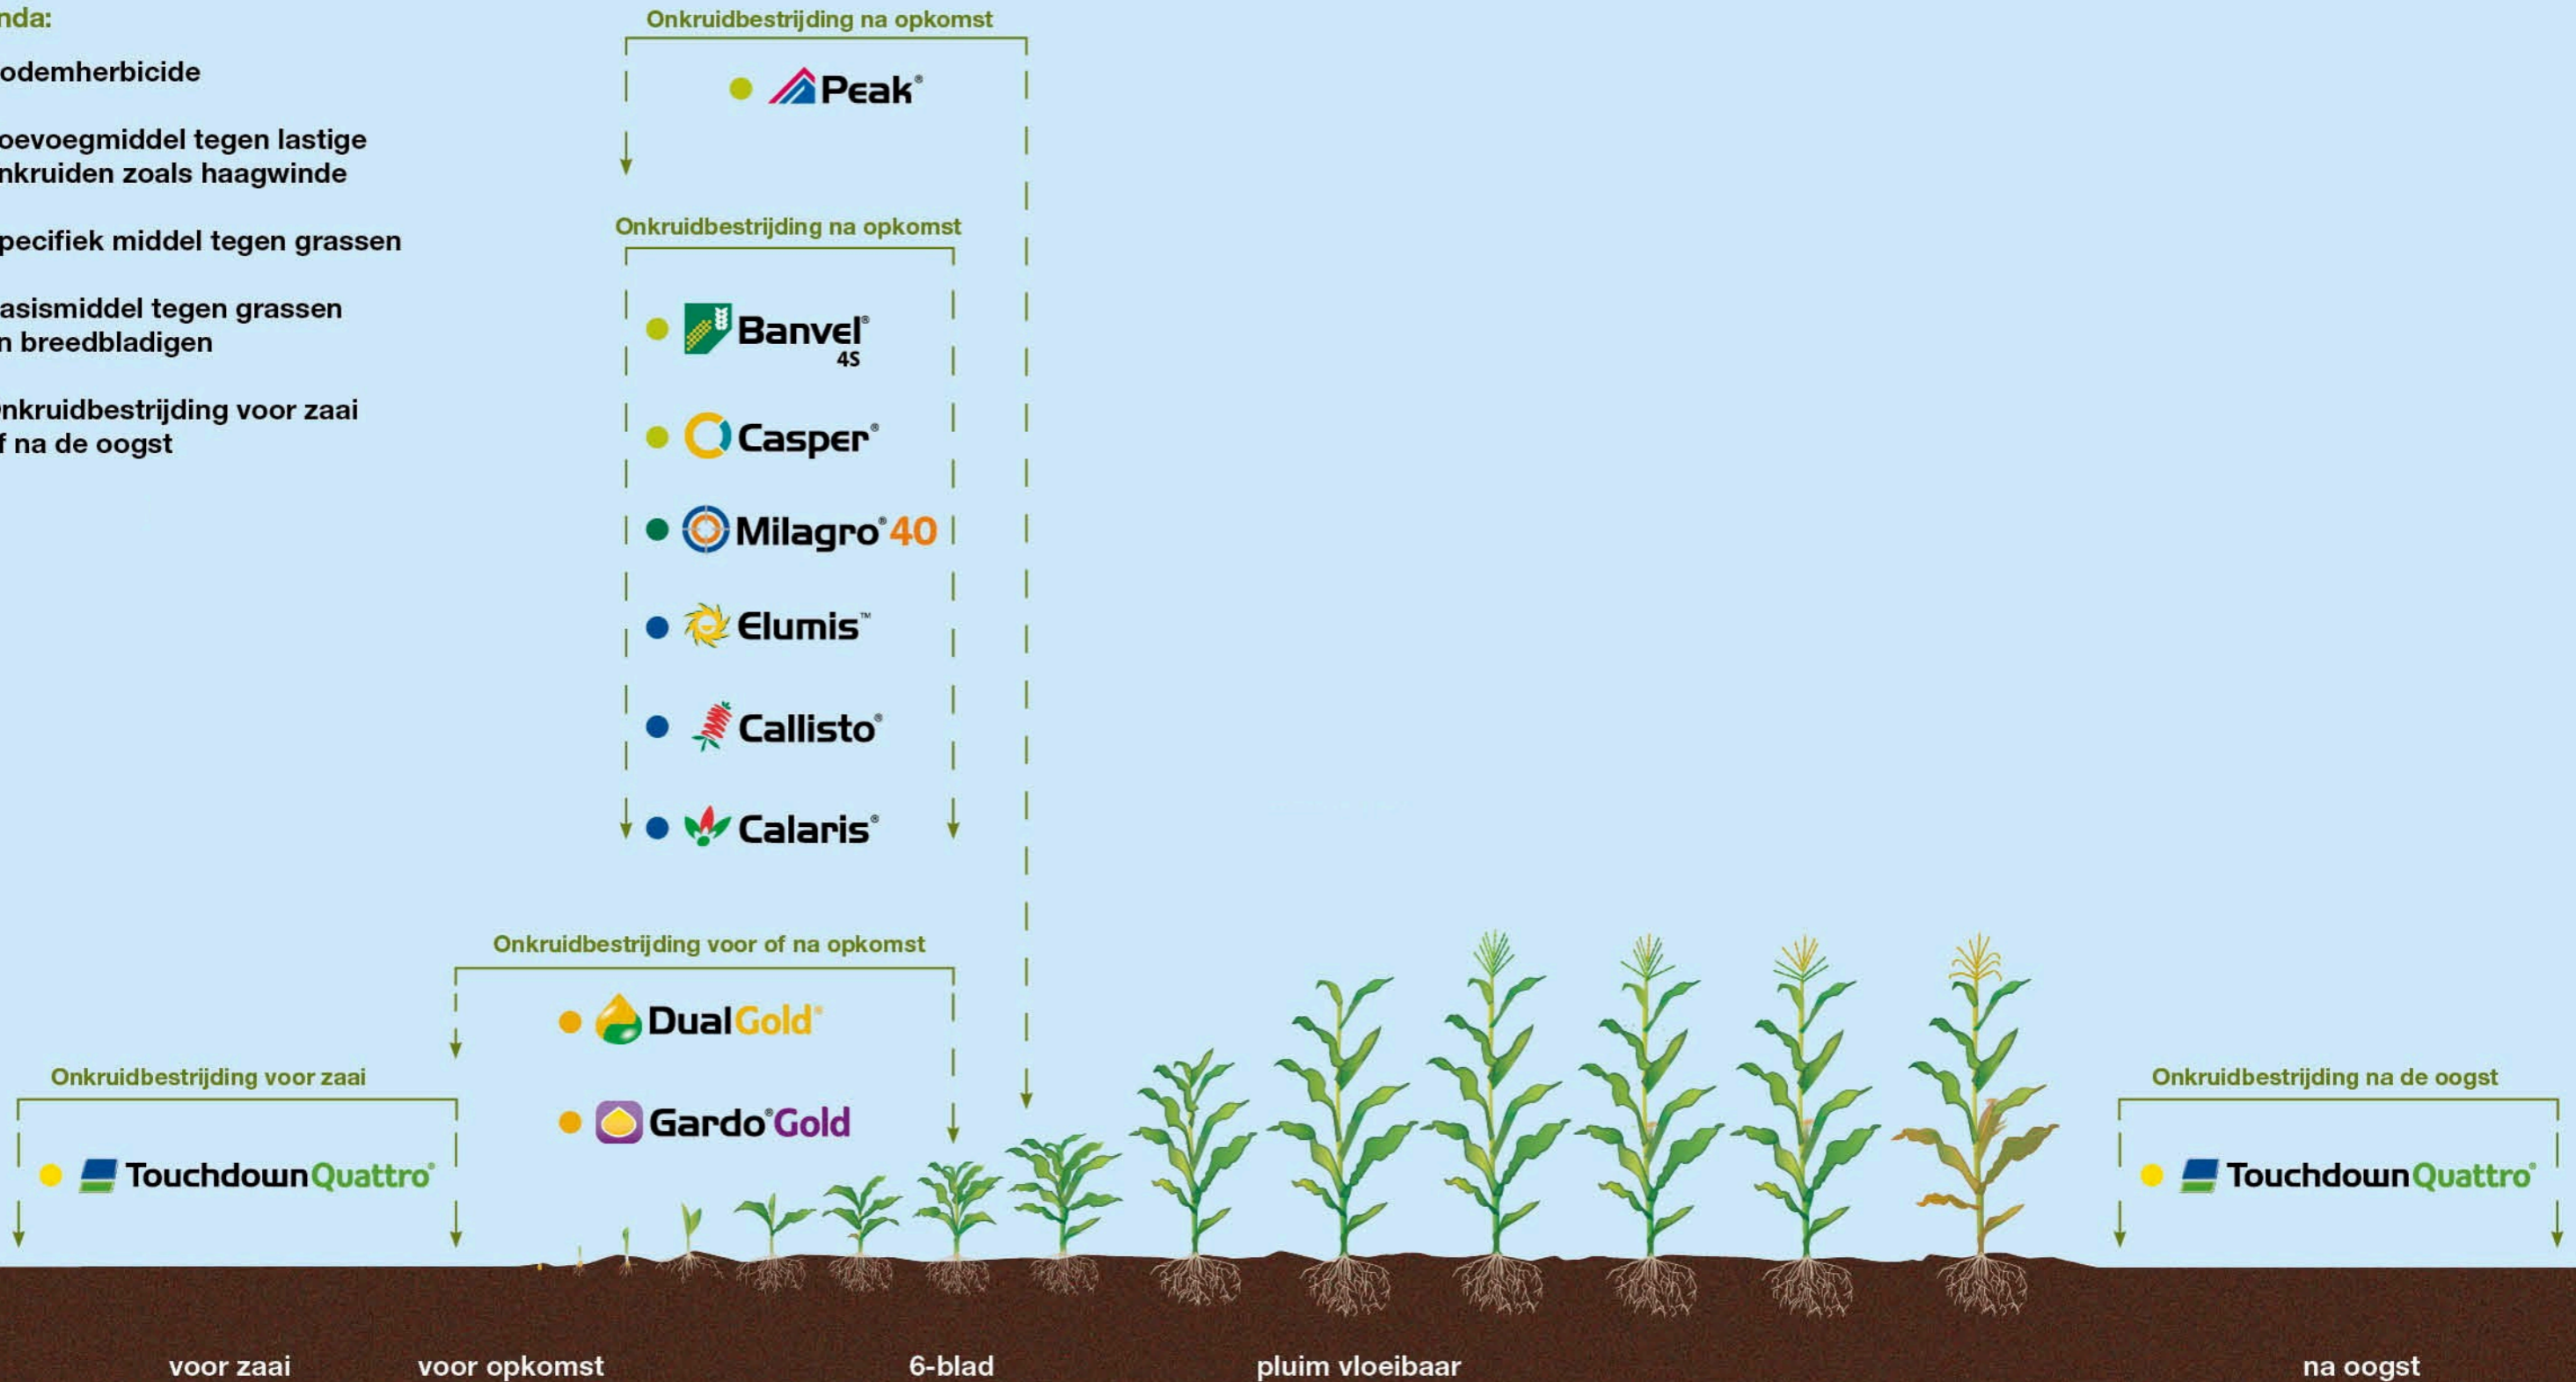 nda:
odemherbicide
oevoegmiddel tegen lastige
nkruiden zoals haagwinde
pecifiek middel tegen grassen
asismiddel tegen grassen
n breedbladigen
nkruidbestrijding voor zaai
f na de oogst
Onkruidbestrijding na opkomst
Peak®
Onkruidbestrijding na opkomst
Banvel®
4S
Casper®
Milagro®40
Elumis™
Callisto®
Calaris®
Onkruidbestrijding voor of na opkomst
DualGold®
Gardo®Gold
Onkruidbestrijding voor zaai
TouchdownQuattro®
Onkruidbestrijding na de oogst
TouchdownQuattro®
voor zaai
voor opkomst
6-blad
pluim vloeibaar
na oogst